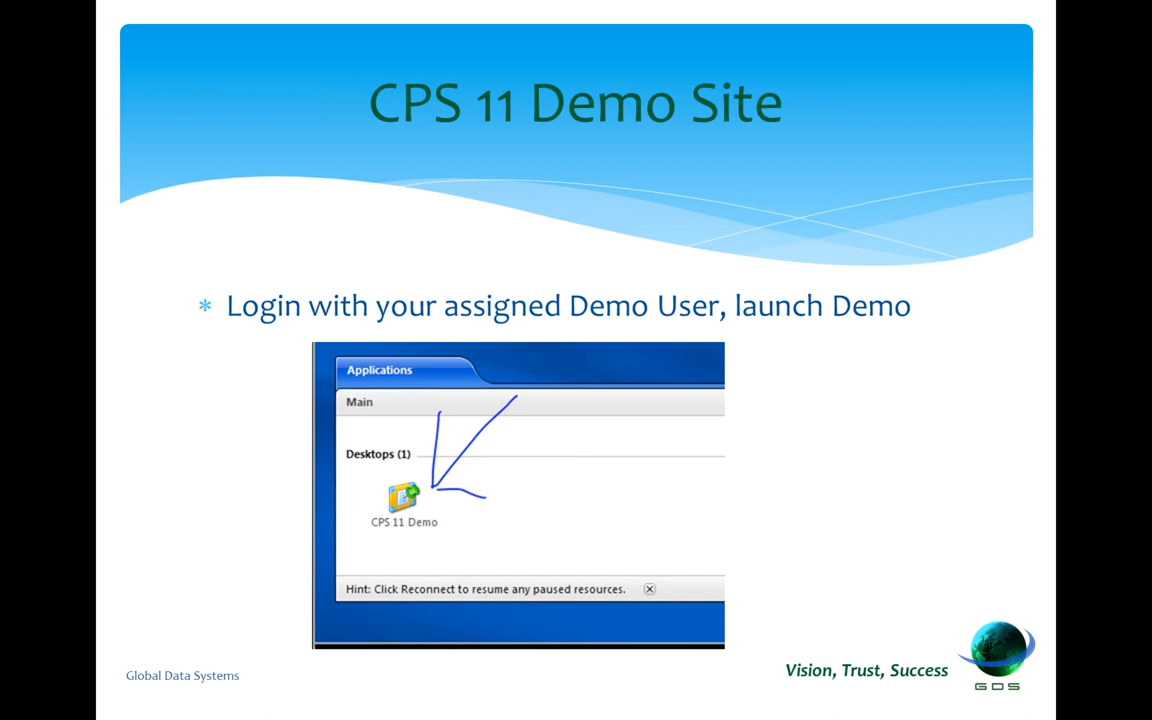 CPS 11 Demo Site
* Login with your assigned Demo User, launch Demo
Applications
Main
Desktops (1)
CPS 11 Demo
Hint: Click Reconnect to resume any paused resources.
Global Data Systems
Vision, Trust, Success
GDS